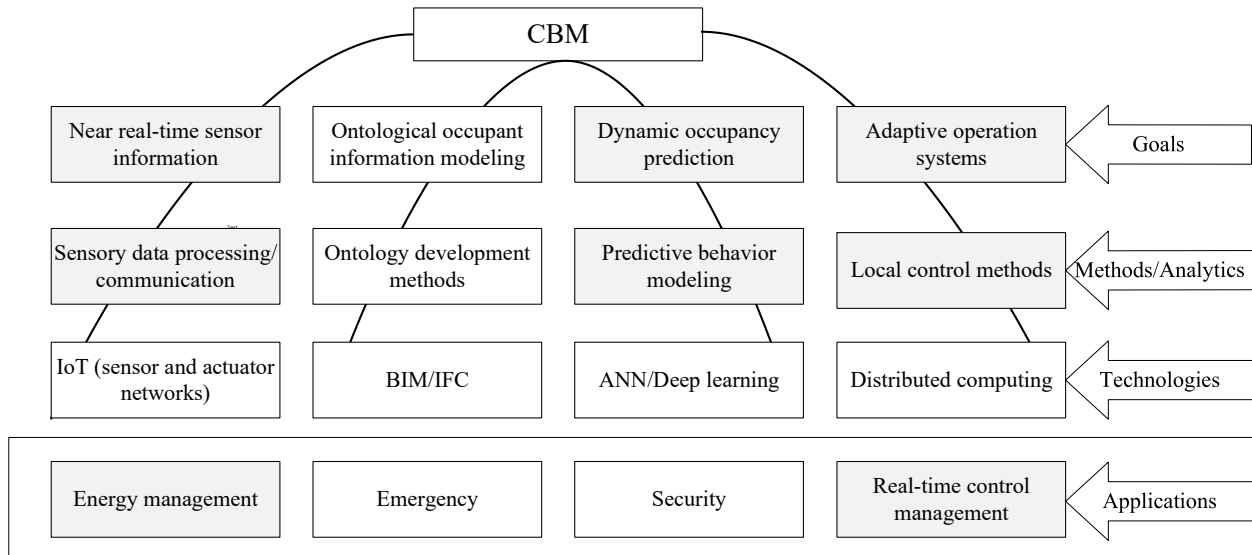 CBM
Near real-time sensor
information
Ontological occupant
information modeling
Dynamic occupancy
prediction
Adaptive operation
systems
Goals
Text
Sensory data processing/
communication
Ontology development
methods
Predictive behavior
modeling
Local control methods
Methods/Analytics
IoT (sensor and actuator
networks)
BIM/IFC
ANN/Deep learning
Distributed computing
Technologies
Energy management
Emergency
Security
Real-time control
management
Applications